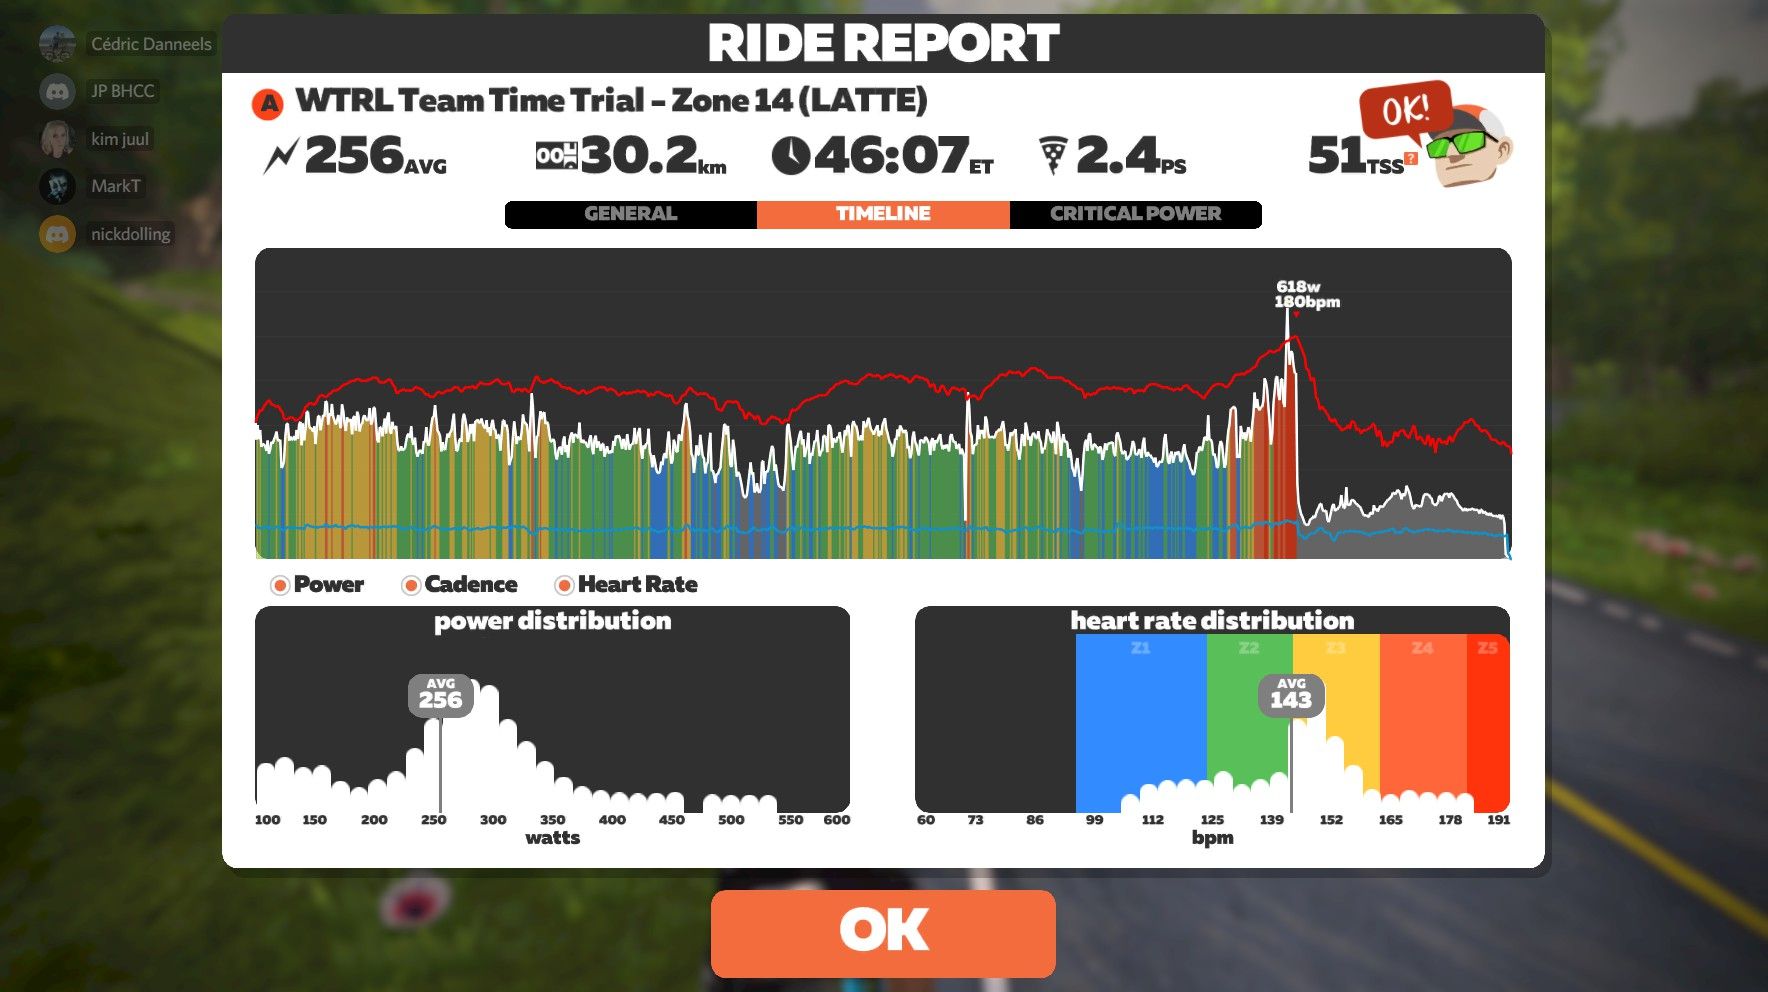 RIDE REPORT
Cédric Danneels
JP BHCC
kim juul
MarkT
nickdolling
A WTRL Team Time Trial - Zone 14 (LATTE)
OK!
256AVG 30.2km 46:07ET 2.4PS 51TSS?
GENERAL TIMELINE CRITICAL POWER
618w
180bpm
Power Cadence Heart Rate
power distribution
AVG
256
100 150 200 250 300 350 400 450 500 550 600
watts
heart rate distribution
Z1 Z2 Z3 Z4 Z5
AVG
143
60 73 86 99 112 125 139 152 165 178 191
bpm
OK